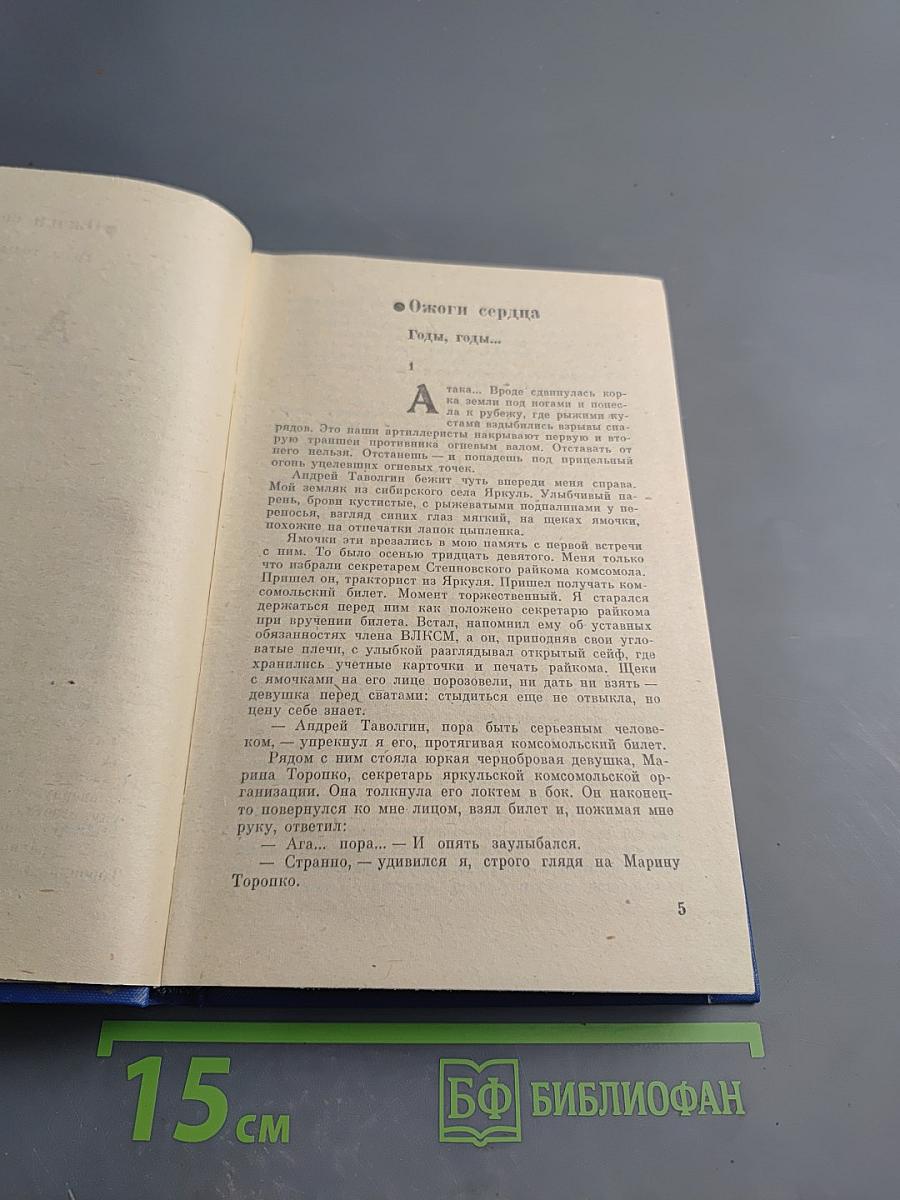 Ожоги сердца
Годы, годы...
1
Атака... Вроде сдвинулась кор-
ка земли под ногами и понес-
ла к рубежу, где рыжими ку-
стами вздыбились взрывы сна-
рядов. Это наши артиллеристы накрывают первую и вто-
рую траншеи противника огневым валом. Отставать от
него нельзя. Отстанешь — и попадешь под прицельный
огонь уцелевших огневых точек.
Андрей Таволгин бежит чуть впереди меня справа.
Мой земляк из сибирского села Яркуль. Улыбчивый па-
рень, брови кустистые, с рыжеватыми подпалинами у пе-
реносья, взгляд синих глаз мягкий, на щеках ямочки,
похожие на отпечатки лапок цыпленка.
Ямочки эти врезались в мою память с первой встречи
с ним. То было осенью тридцать девятого. Меня только
что избрали секретарем Степновского райкома комсомола.
Пришел он, тракторист из Яркуля. Пришел получать ком-
сомольский билет. Момент торжественный. Я старался
держаться перед ним как положено секретарю райкома
при вручении билета. Встал, напомнил ему об уставных
обязанностях члена ВЛКСМ, а он, приподняв свои угло-
ватые плечи, с улыбкой разглядывал открытый сейф, где
хранились учетные карточки и печать райкома. Щеки
с ямочками на его лице порозовели, ни дать ни взять —
девушка перед сватами: стыдиться еще не отвыкла, но
цену себе знает.
— Андрей Таволгин, пора быть серьезным челове-
ком, — упрекнул я его, протягивая комсомольский билет.
Рядом с ним стояла юркая чернобровая девушка, Ма-
рина Торопко, секретарь яркульской комсомольской ор-
ганизации. Она толкнула его локтем в бок. Он наконец-
то повернулся ко мне лицом, взял билет и, пожимая мне
руку, ответил:
— Ага... пора... — И опять заулыбался.
— Странно, — удивился я, строго глядя на Марину
Торопко.
5
15 см
БФ БИБЛИОФАН